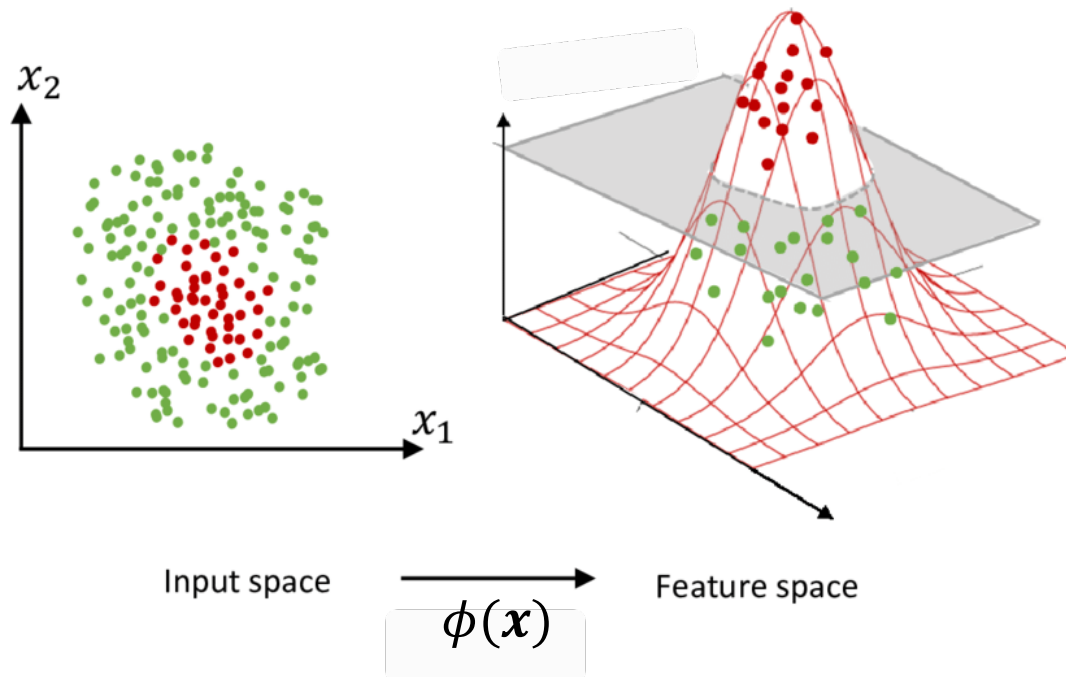 x₂
x₁
Input space
Feature space
ϕ(x)